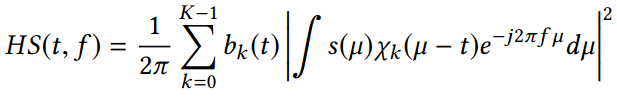 HS(t, f) = \frac{1}{2\pi} \sum_{k=0}^{K-1} b_k(t) \left| \int s(\mu) \chi_k(\mu - t) e^{-j2\pi f\mu} d\mu \right|^2